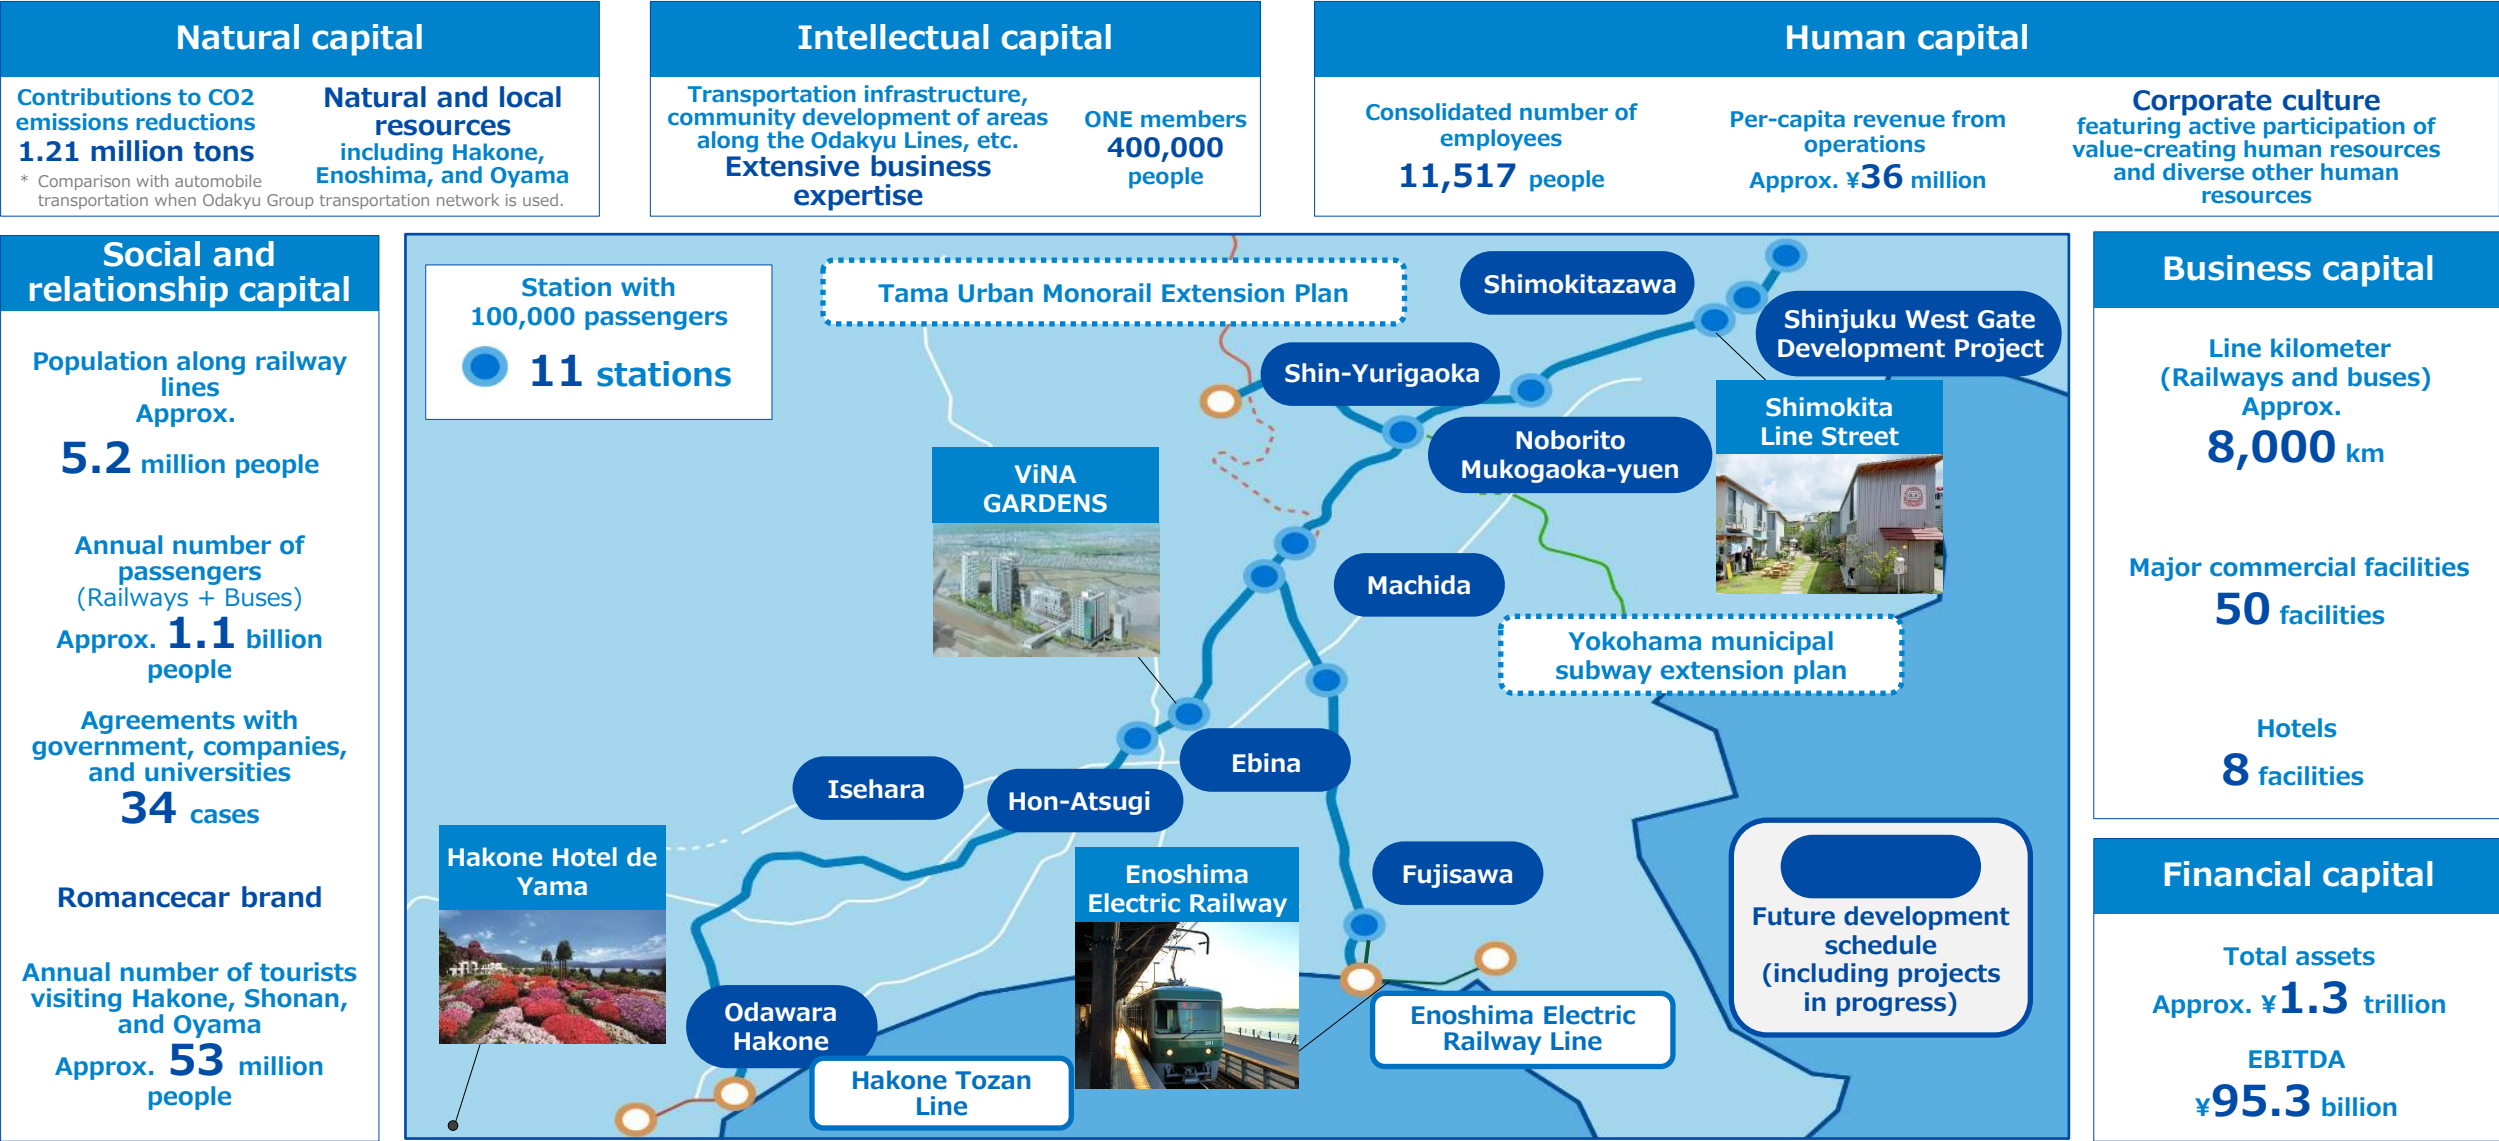 Natural capital
Contributions to CO2
emissions reductions
1.21 million tons
Natural and local
resources
including Hakone,
Enoshima, and Oyama
* Comparison with automobile
transportation when Odakyu Group transportation network is used.
Intellectual capital
Transportation infrastructure,
community development of areas
along the Odakyu Lines, etc.
Extensive business
expertise
ONE members
400,000
people
Human capital
Consolidated number of
employees
11,517 people
Per-capita revenue from
operations
Approx. ¥36 million
Corporate culture
featuring active participation of
value-creating human resources
and diverse other human
resources
Social and
relationship capital
Population along railway
lines
Approx.
5.2 million people
Annual number of
passengers
(Railways + Buses)
Approx. 1.1 billion
people
Agreements with
government, companies,
and universities
34 cases
Romancecar brand
Annual number of tourists
visiting Hakone, Shonan,
and Oyama
Approx. 53 million
people
Station with
100,000 passengers
11 stations
Tama Urban Monorail Extension Plan
Shimokitazawa
Shinjuku West Gate
Development Project
Shin-Yurigaoka
Noborito
Mukogaoka-yuen
Shimokita
Line Street
ViNA
GARDENS
Machida
Yokohama municipal
subway extension plan
Ebina
Isehara
Hon-Atsugi
Hakone Hotel de
Yama
Enoshima
Electric Railway
Fujisawa
Odawara
Hakone
Hakone Tozan
Line
Enoshima Electric
Railway Line
Future development
schedule
(including projects
in progress)
Business capital
Line kilometer
(Railways and buses)
Approx.
8,000 km
Major commercial facilities
50 facilities
Hotels
8 facilities
Financial capital
Total assets
Approx. ¥1.3 trillion
EBITDA
¥95.3 billion